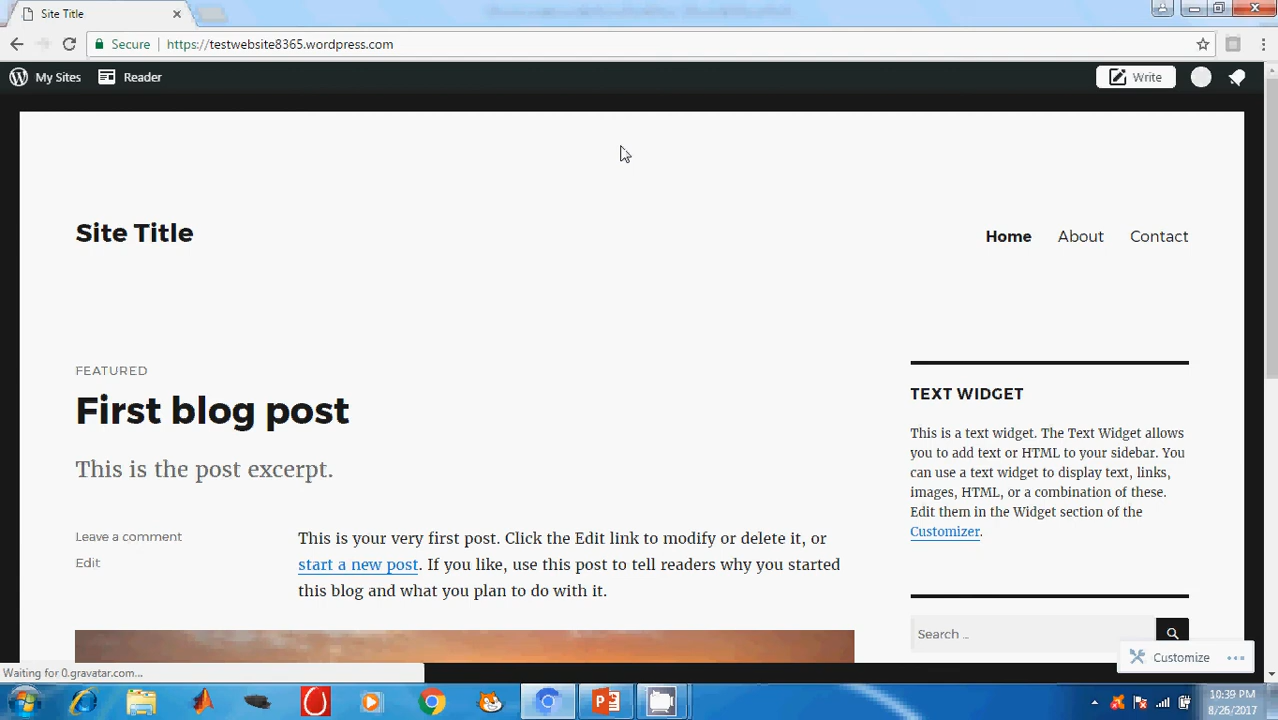 Site Title
Secure https://testwebsite8365.wordpress.com
My Sites Reader Write
Site Title
Home About Contact
FEATURED
First blog post
This is the post excerpt.
Leave a comment
Edit
This is your very first post. Click the Edit link to modify or delete it, or
start a new post. If you like, use this post to tell readers why you started
this blog and what you plan to do with it.
TEXT WIDGET
This is a text widget. The Text Widget allows
you to add text or HTML to your sidebar. You
can use a text widget to display text, links,
images, HTML, or a combination of these.
Edit them in the Widget section of the
Customizer.
Search ...
Customize
Waiting for 0.gravatar.com...
10:39 PM
8/26/2017